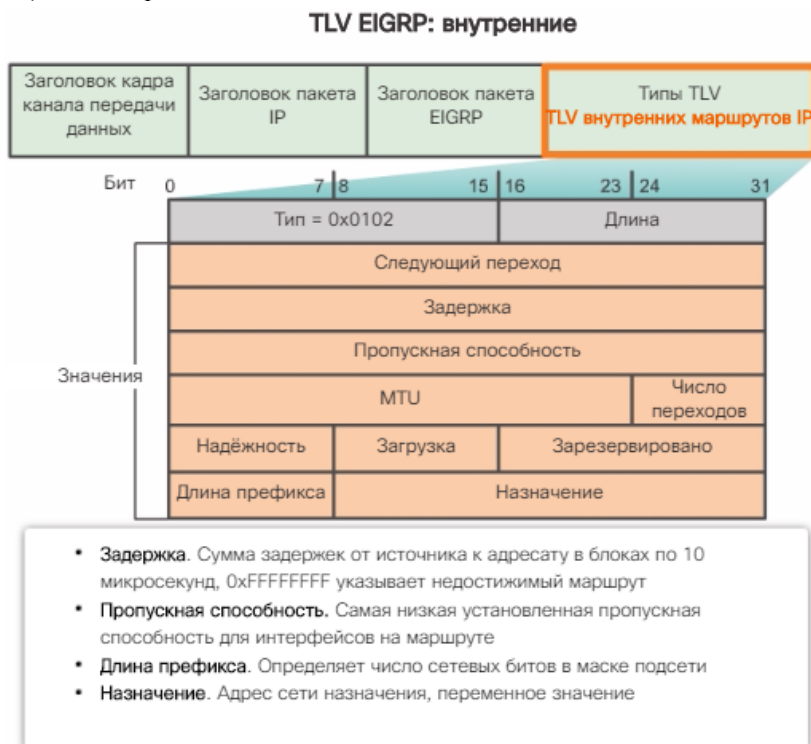 TLV EIGRP: внутренние
Заголовок кадра
канала передачи
данных
Заголовок пакета
IP
Заголовок пакета
EIGRP
Типы TLV
TLV внутренних маршрутов IP
Бит 0 7 8 15 16 23 24 31
Тип = 0x0102 Длина
Следующий переход
Задержка
Пропускная способность
Значения
MTU
Число
переходов
Надёжность Загрузка Зарезервировано
Длина префикса Назначение
• Задержка. Сумма задержек от источника к адресату в блоках по 10
микросекунд, 0xFFFFFFFF указывает недостижимый маршрут
• Пропускная способность. Самая низкая установленная пропускная
способность для интерфейсов на маршруте
• Длина префикса. Определяет число сетевых битов в маске подсети
• Назначение. Адрес сети назначения, переменное значение